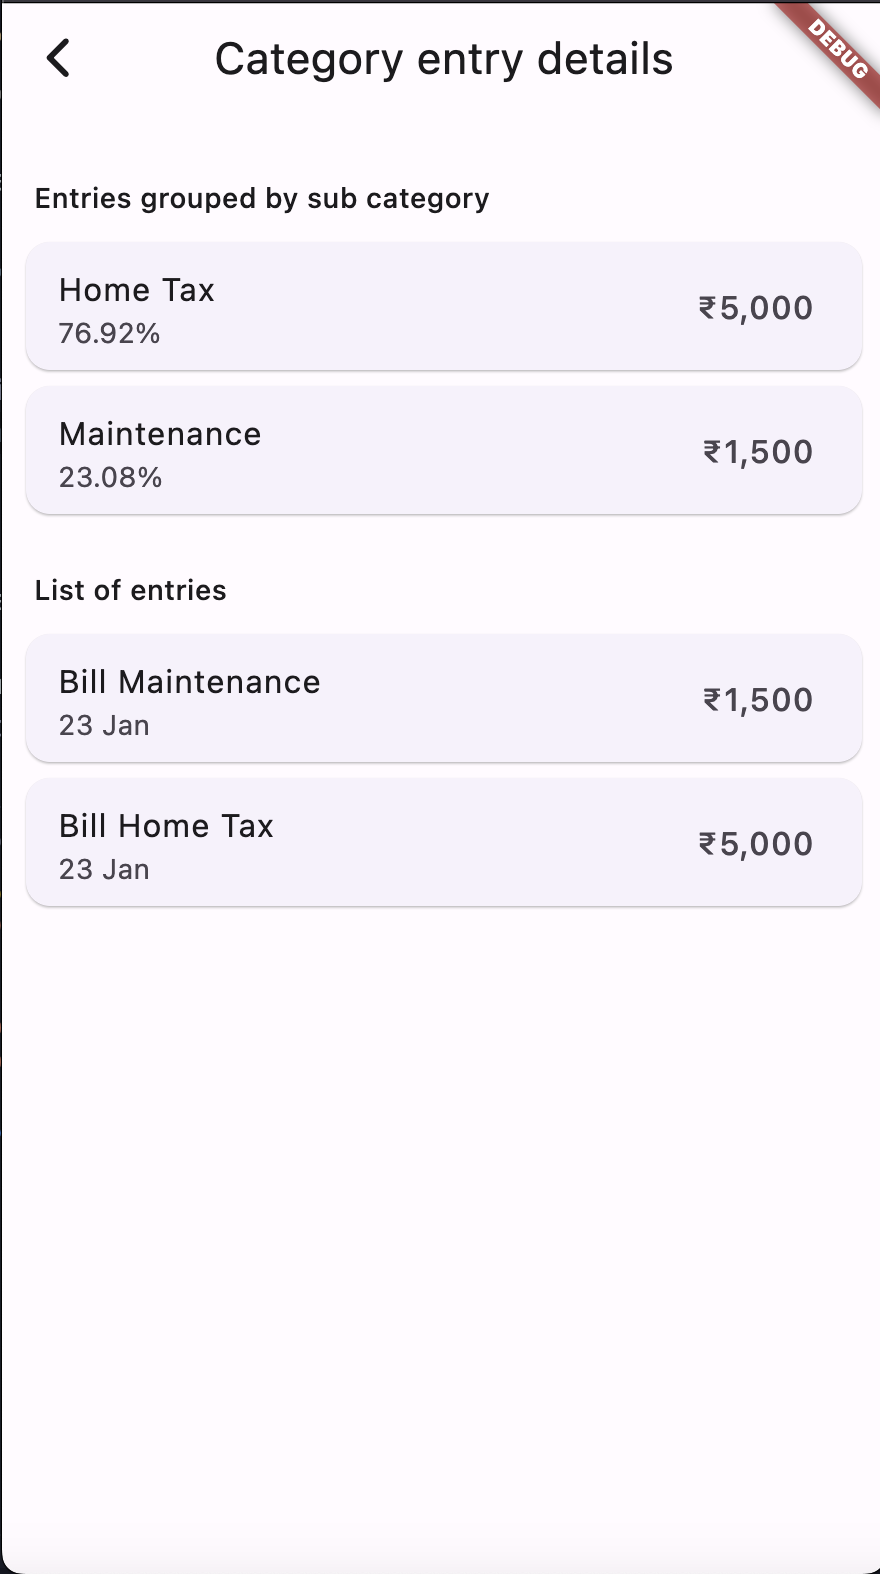 Category entry details
DEBUG
Entries grouped by sub category
Home Tax
76.92%
₹5,000
Maintenance
23.08%
₹1,500
List of entries
Bill Maintenance
23 Jan
₹1,500
Bill Home Tax
23 Jan
₹5,000